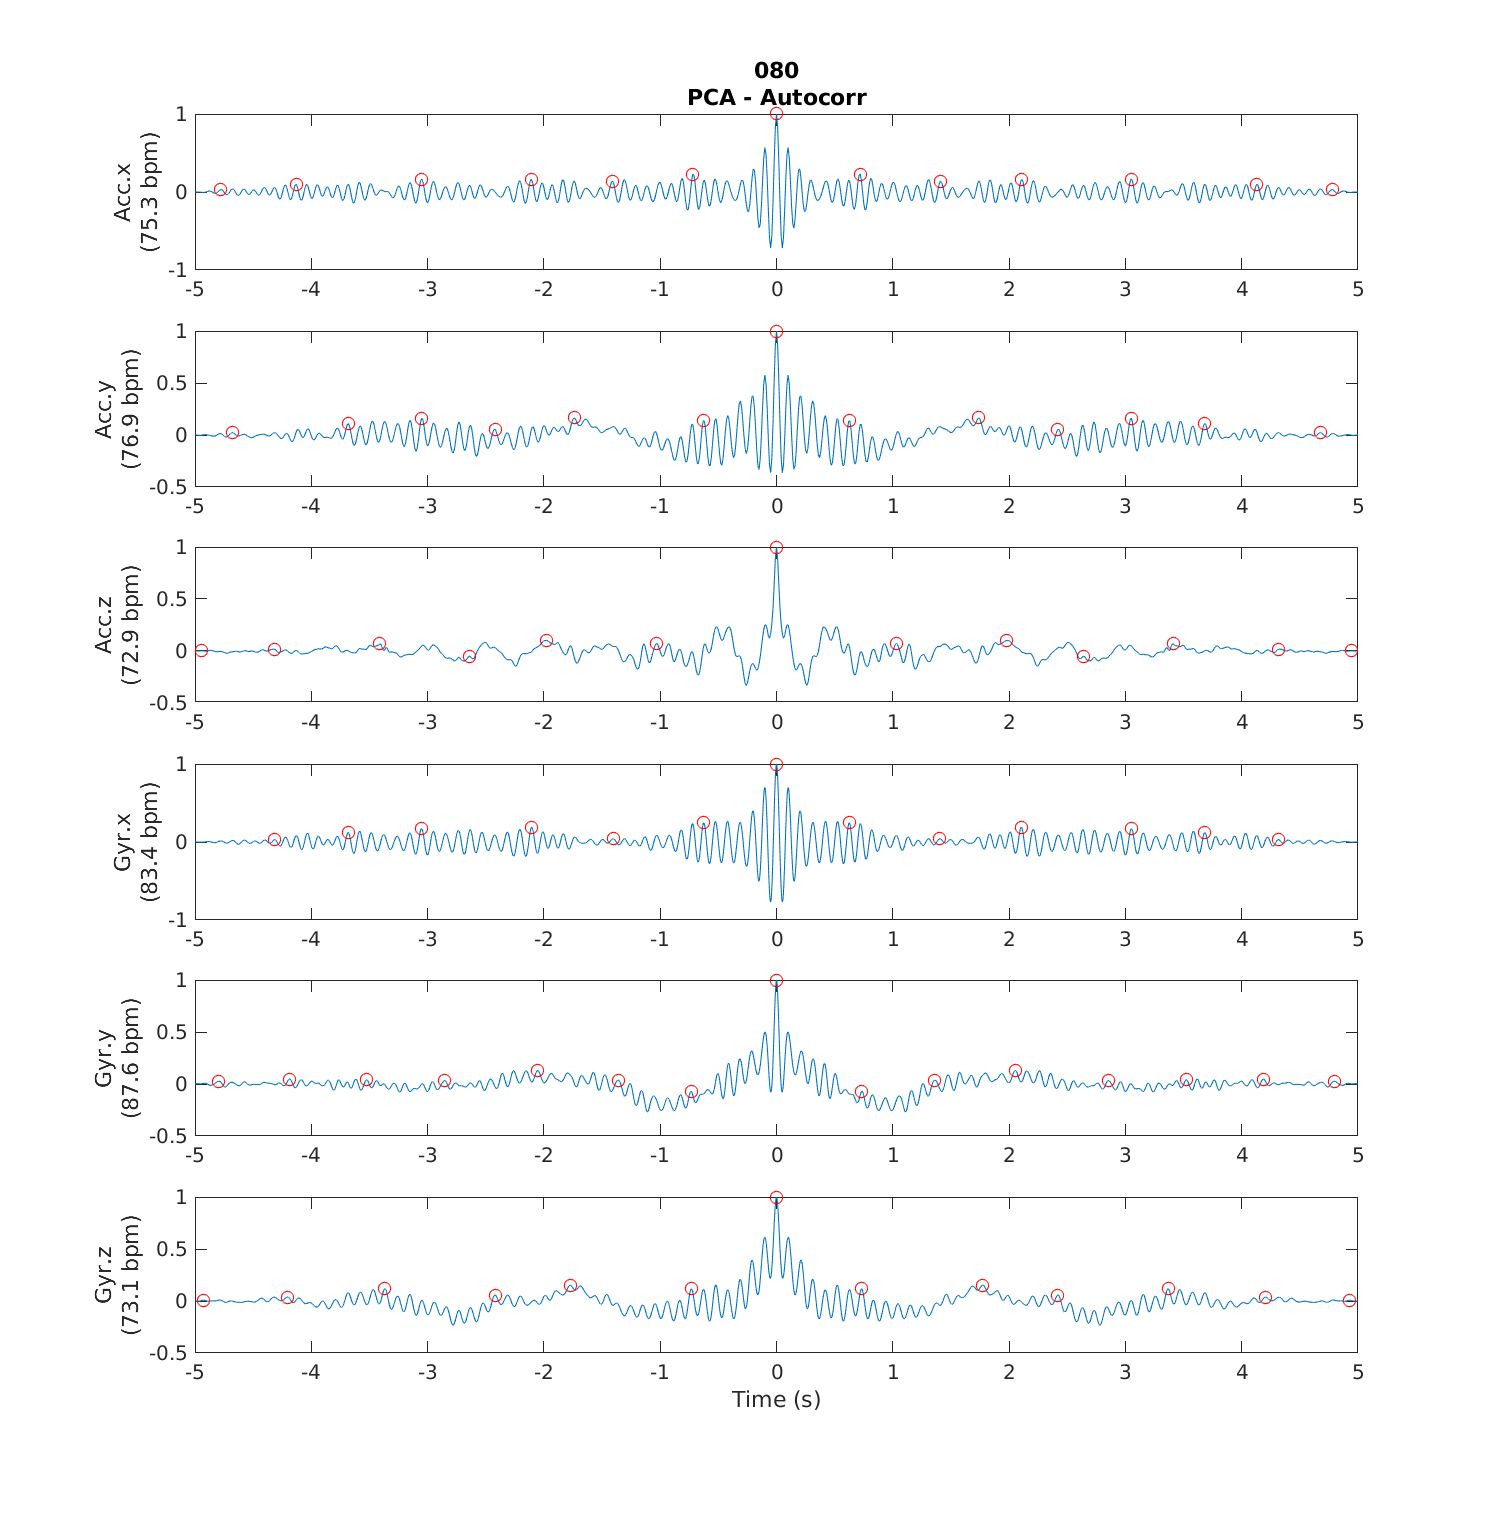 080
PCA - Autocorr
Acc.x
(75.3 bpm)
1
0
-1
-5 -4 -3 -2 -1 0 1 2 3 4 5
Acc.y
(76.9 bpm)
1
0.5
0
-0.5
-5 -4 -3 -2 -1 0 1 2 3 4 5
Acc.z
(72.9 bpm)
1
0.5
0
-0.5
-5 -4 -3 -2 -1 0 1 2 3 4 5
Gyr.x
(83.4 bpm)
1
0
-1
-5 -4 -3 -2 -1 0 1 2 3 4 5
Gyr.y
(87.6 bpm)
1
0.5
0
-0.5
-5 -4 -3 -2 -1 0 1 2 3 4 5
Gyr.z
(73.1 bpm)
1
0.5
0
-0.5
-5 -4 -3 -2 -1 0 1 2 3 4 5
Time (s)